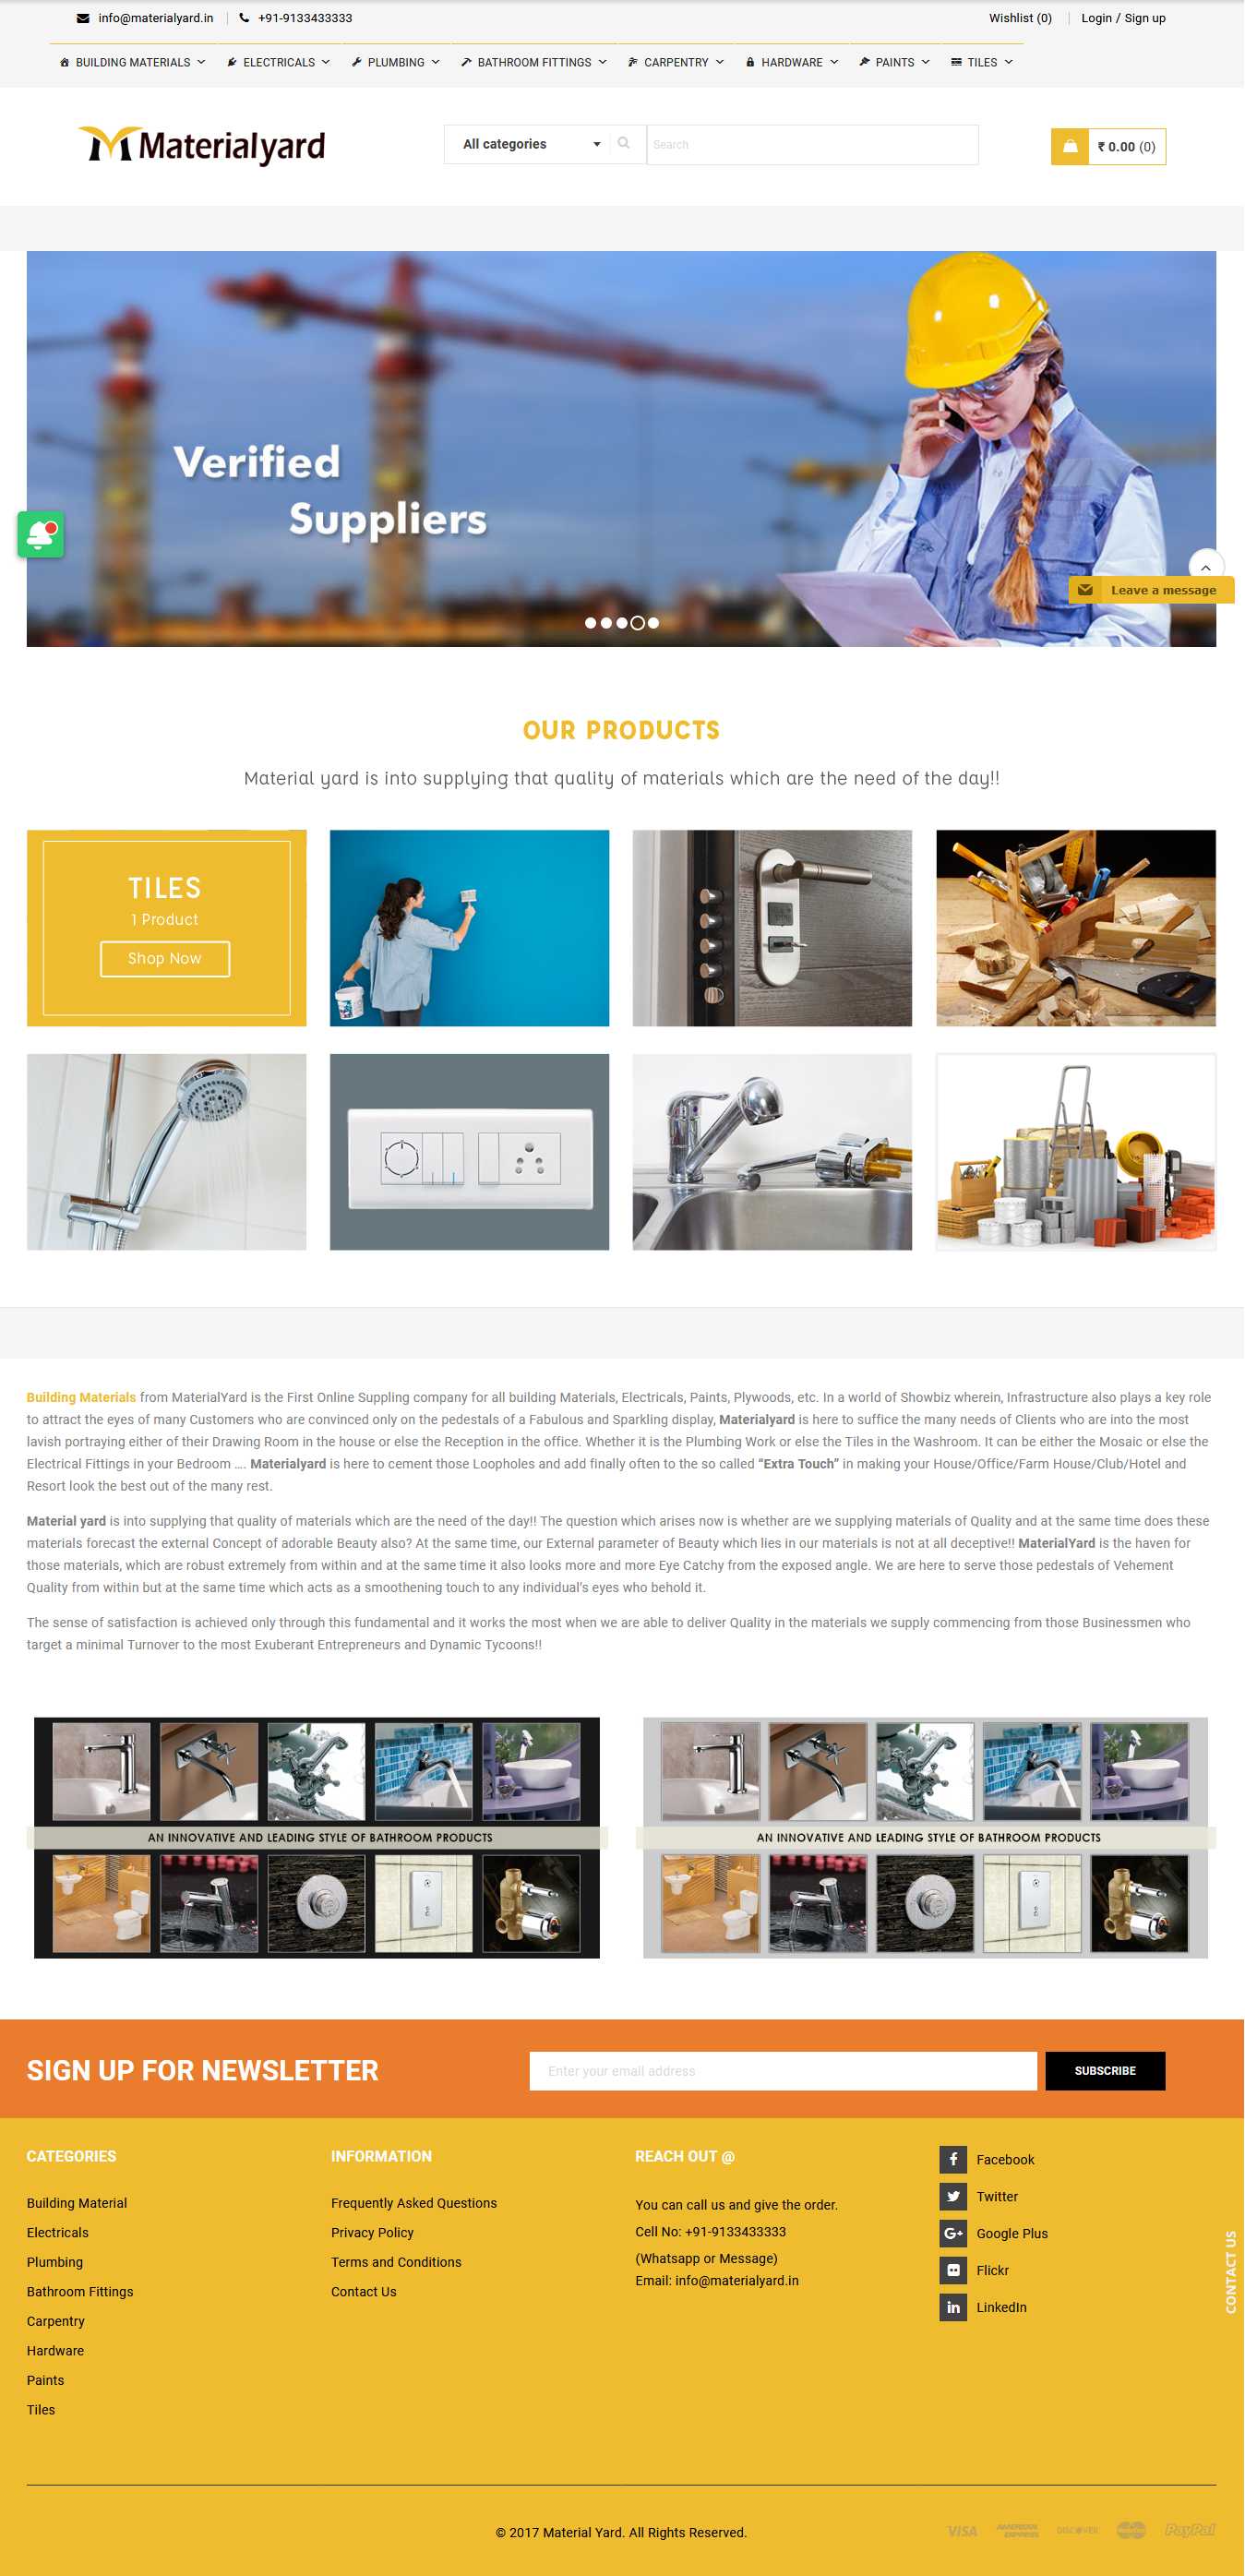 info@materialyard.in
+91-9133433333
Wishlist (0)
Login / Sign up
BUILDING MATERIALS
ELECTRICALS
PLUMBING
BATHROOM FITTINGS
CARPENTRY
HARDWARE
PAINTS
TILES
Materialyard
All categories
Search
₹ 0.00 (0)
Verified
Suppliers
Leave a message
OUR PRODUCTS
Material yard is into supplying that quality of materials which are the need of the day!!
TILES
1 Product
Shop Now
Building Materials from MaterialYard is the First Online Suppling company for all building Materials, Electricals, Paints, Plywoods, etc. In a world of Showbiz wherein, Infrastructure also plays a key role
to attract the eyes of many Customers who are convinced only on the pedestals of a Fabulous and Sparkling display, Materialyard is here to suffice the many needs of Clients who are into the most
lavish portraying either of their Drawing Room in the house or else the Reception in the office. Whether it is the Plumbing Work or else the Tiles in the Washroom. It can be either the Mosaic or else the
Electrical Fittings in your Bedroom .... Materialyard is here to cement those Loopholes and add finally often to the so called “Extra Touch” in making your House/Office/Farm House/Club/Hotel and
Resort look the best out of the many rest.
Material yard is into supplying that quality of materials which are the need of the day!! The question which arises now is whether are we supplying materials of Quality and at the same time does these
materials forecast the external Concept of adorable Beauty also? At the same time, our External parameter of Beauty which lies in our materials is not at all deceptive!! MaterialYard is the haven for
those materials, which are robust extremely from within and at the same time it also looks more and more Eye Catchy from the exposed angle. We are here to serve those pedestals of Vehement
Quality from within but at the same time which acts as a smoothening touch to any individual's eyes who behold it.
The sense of satisfaction is achieved only through this fundamental and it works the most when we are able to deliver Quality in the materials we supply commencing from those Businessmen who
target a minimal Turnover to the most Exuberant Entrepreneurs and Dynamic Tycoons!!
AN INNOVATIVE AND LEADING STYLE OF BATHROOM PRODUCTS
AN INNOVATIVE AND LEADING STYLE OF BATHROOM PRODUCTS
SIGN UP FOR NEWSLETTER
Enter your email address
SUBSCRIBE
CATEGORIES
Building Material
Electricals
Plumbing
Bathroom Fittings
Carpentry
Hardware
Paints
Tiles
INFORMATION
Frequently Asked Questions
Privacy Policy
Terms and Conditions
Contact Us
REACH OUT @
You can call us and give the order.
Cell No: +91-9133433333
(Whatsapp or Message)
Email: info@materialyard.in
Facebook
Twitter
Google Plus
Flickr
LinkedIn
CONTACT US
© 2017 Material Yard. All Rights Reserved.
VISA
AMERICAN EXPRESS
DISCOVER
PayPal